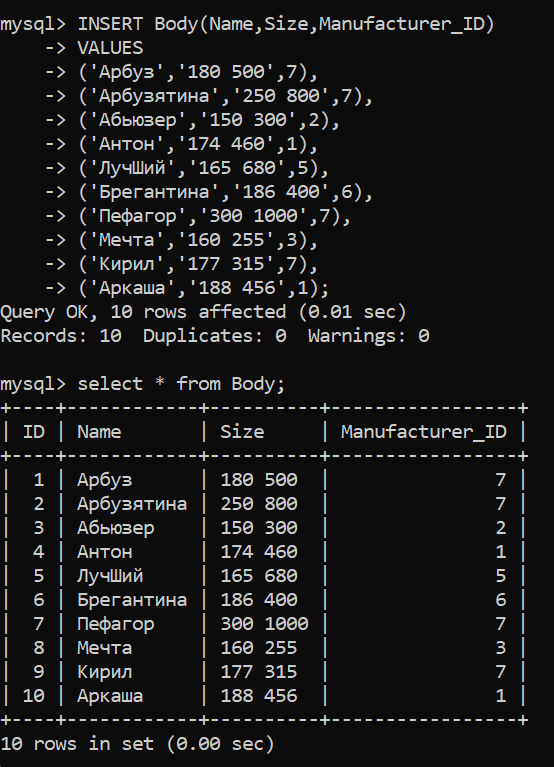 mysql> INSERT Body(Name,Size,Manufacturer_ID)
    -> VALUES
    -> ('Арбуз','180 500',7),
    -> ('Арбузятина','250 800',7),
    -> ('Абьюзер','150 300',2),
    -> ('Антон','174 460',1),
    -> ('ЛучШий','165 680',5),
    -> ('Брегантина','186 400',6),
    -> ('Пефагор','300 1000',7),
    -> ('Мечта','160 255',3),
    -> ('Кирил','177 315',7),
    -> ('Аркаша','188 456',1);
Query OK, 10 rows affected (0.01 sec)
Records: 10  Duplicates: 0  Warnings: 0
mysql> select * from Body;
+----+------------+----------+-----------------+
| ID | Name       | Size     | Manufacturer_ID |
+----+------------+----------+-----------------+
|  1 | Арбуз      | 180 500  |               7 |
|  2 | Арбузятина | 250 800  |               7 |
|  3 | Абьюзер    | 150 300  |               2 |
|  4 | Антон      | 174 460  |               1 |
|  5 | ЛучШий     | 165 680  |               5 |
|  6 | Брегантина | 186 400  |               6 |
|  7 | Пефагор    | 300 1000 |               7 |
|  8 | Мечта      | 160 255  |               3 |
|  9 | Кирил      | 177 315  |               7 |
| 10 | Аркаша     | 188 456  |               1 |
+----+------------+----------+-----------------+
10 rows in set (0.00 sec)